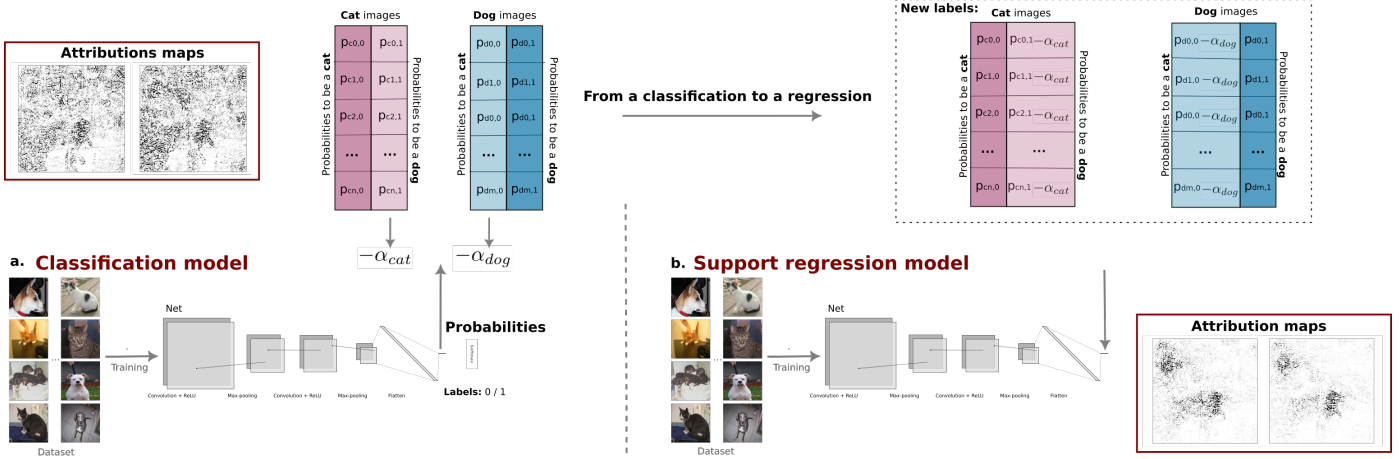 Attributions maps
Cat images
Dog images
Probabilities to be a cat
pc0,0 pc0,1
pc1,0 pc1,1
pc2,0 pc2,1
... ...
pcn,0 pcn,1
Probabilities to be a dog
Probabilities to be a cat
pd0,0 pd0,1
pd1,0 pd1,1
pd0,0 pd0,1
... ...
pdm,0 pdm,1
Probabilities to be a dog
−αcat
−αdog
From a classification to a regression
New labels:
Cat images
Dog images
Probabilities to be a cat
pc0,0 pc0,1−αcat
pc1,0 pc1,1−αcat
pc2,0 pc2,1−αcat
... ...
pcn,0 pcn,1−αcat
Probabilities to be a dog
Probabilities to be a cat
pd0,0−αdog pd0,1
pd1,0−αdog pd1,1
pd0,0−αdog pd0,1
... ...
pdm,0−αdog pdm,1
Probabilities to be a dog
a. Classification model
Net
...
Training
Convolution + ReLU
Max-pooling
Convolution + ReLU
Max-pooling
Flatten
Dataset
Probabilities
Softmax
Labels: 0 / 1
b. Support regression model
Net
...
Training
Convolution + ReLU
Max-pooling
Convolution + ReLU
Max-pooling
Flatten
Dataset
Attribution maps